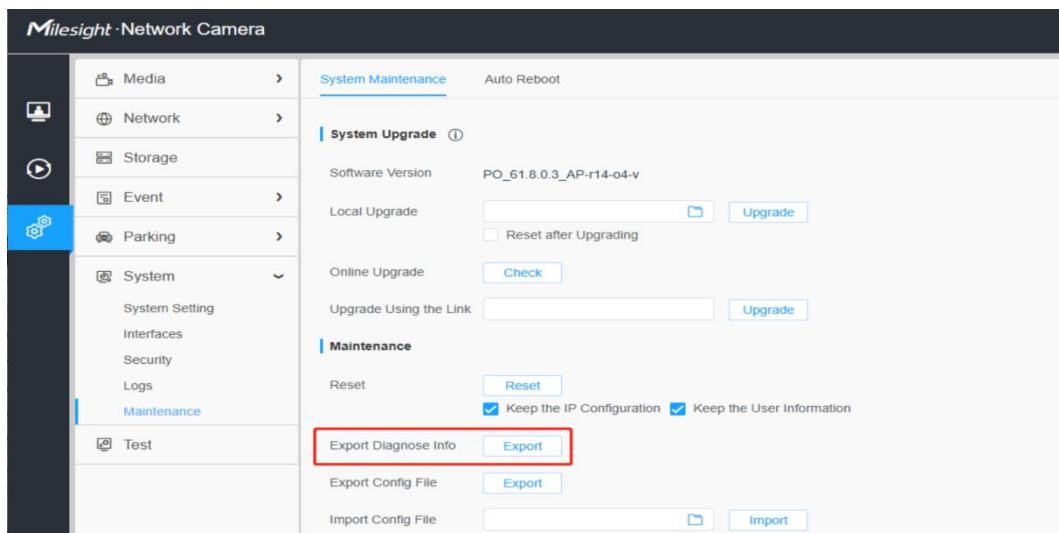 Milesight · Network Camera
Media
Network
Storage
Event
Parking
System
System Setting
Interfaces
Security
Logs
Maintenance
Test
System Maintenance Auto Reboot
System Upgrade
Software Version PO_61.8.0.3_AP-r14-o4-v
Local Upgrade Upgrade
Reset after Upgrading
Online Upgrade Check
Upgrade Using the Link Upgrade
Maintenance
Reset Reset
Keep the IP Configuration Keep the User Information
Export Diagnose Info Export
Export Config File Export
Import Config File Import